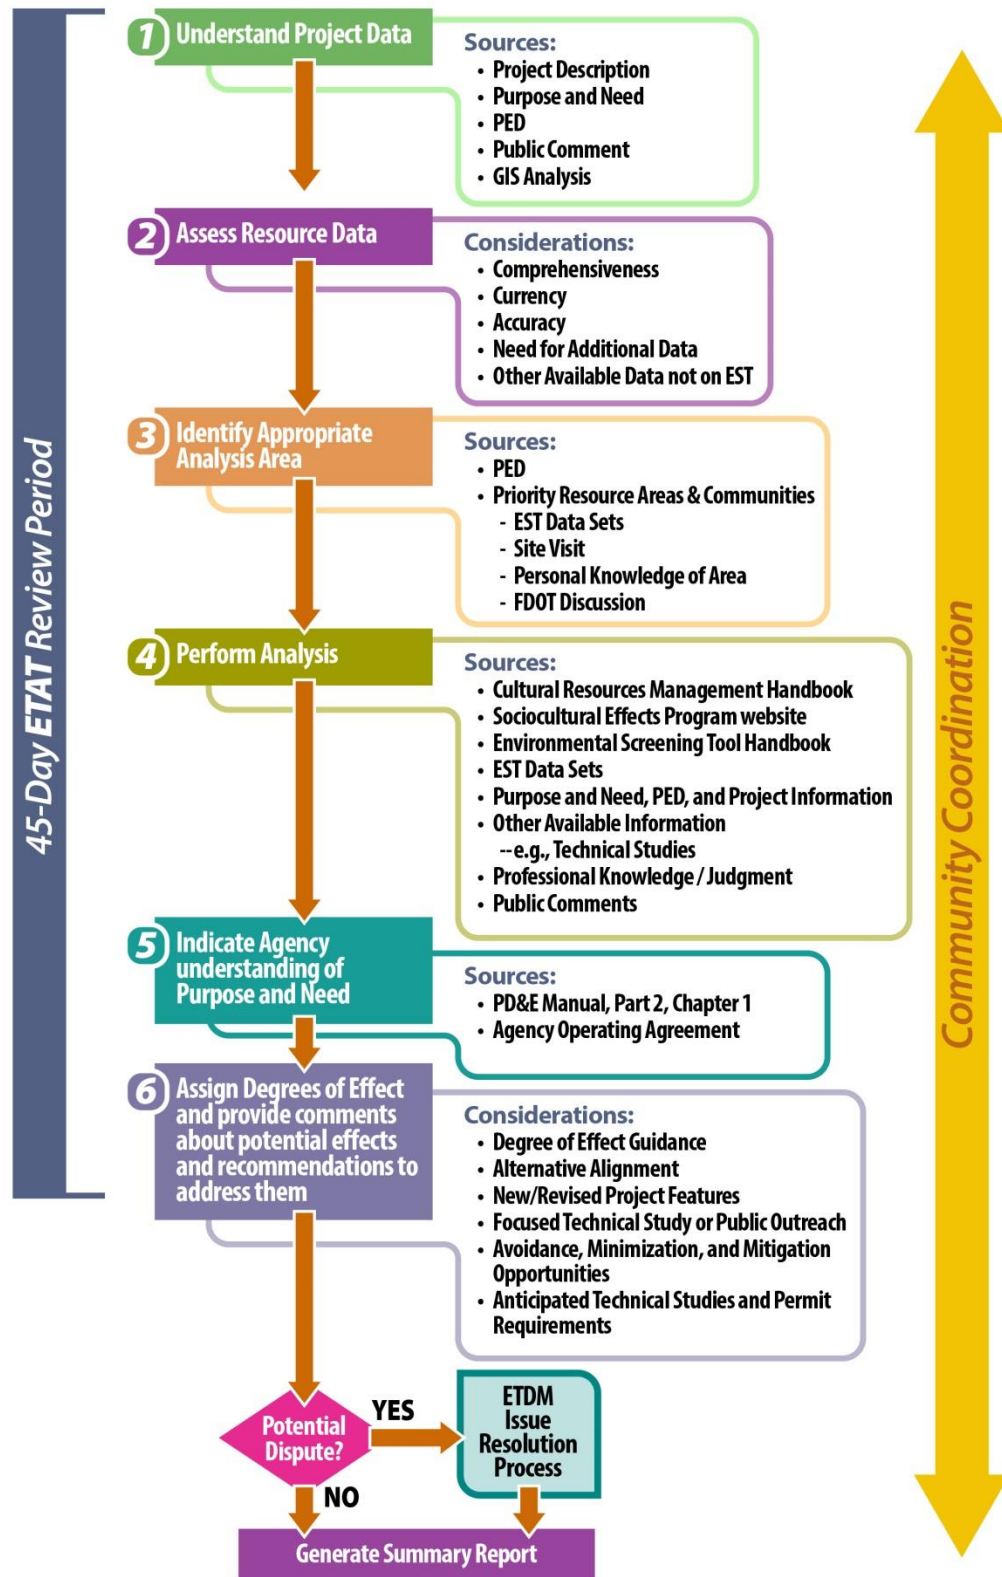 45-Day ETAT Review Period
1 Understand Project Data
Sources:
• Project Description
• Purpose and Need
• PED
• Public Comment
• GIS Analysis
2 Assess Resource Data
Considerations:
• Comprehensiveness
• Currency
• Accuracy
• Need for Additional Data
• Other Available Data not on EST
3 Identify Appropriate
Analysis Area
Sources:
• PED
• Priority Resource Areas & Communities
- EST Data Sets
- Site Visit
- Personal Knowledge of Area
- FDOT Discussion
4 Perform Analysis
Sources:
• Cultural Resources Management Handbook
• Sociocultural Effects Program website
• Environmental Screening Tool Handbook
• EST Data Sets
• Purpose and Need, PED, and Project Information
• Other Available Information
--e.g., Technical Studies
• Professional Knowledge / Judgment
• Public Comments
5 Indicate Agency
understanding of
Purpose and Need
Sources:
• PD&E Manual, Part 2, Chapter 1
• Agency Operating Agreement
6 Assign Degrees of Effect
and provide comments
about potential effects
and recommendations to
address them
Considerations:
• Degree of Effect Guidance
• Alternative Alignment
• New/Revised Project Features
• Focused Technical Study or Public Outreach
• Avoidance, Minimization, and Mitigation
Opportunities
• Anticipated Technical Studies and Permit
Requirements
Potential
Dispute?
YES
ETDM
Issue
Resolution
Process
NO
Generate Summary Report
Community Coordination